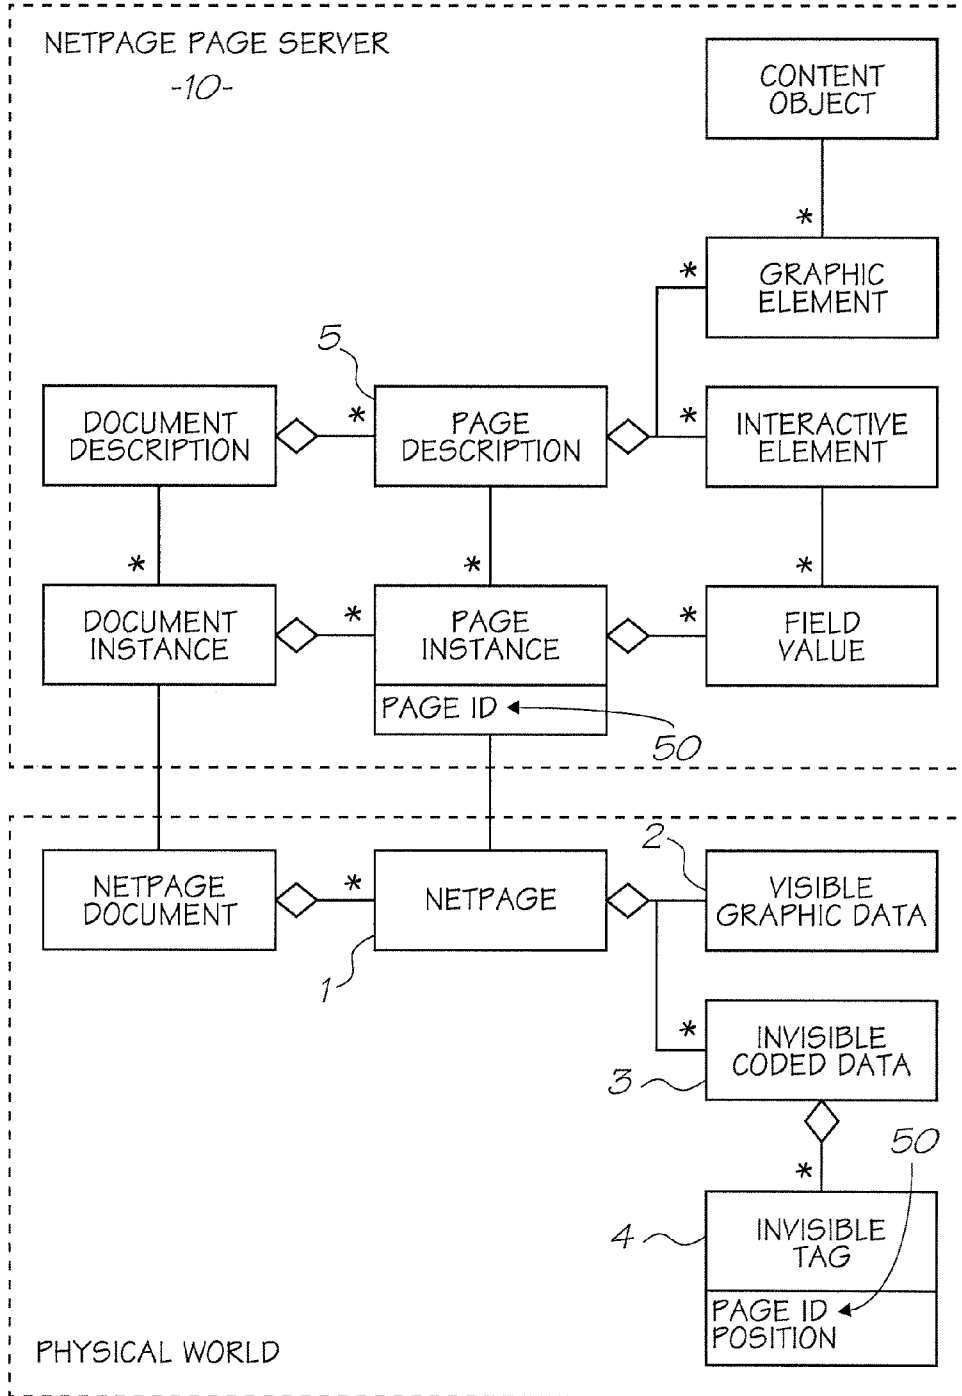 NETPAGE PAGE SERVER
-10-
CONTENT
OBJECT
*
GRAPHIC
ELEMENT
*
5
DOCUMENT
DESCRIPTION
*
PAGE
DESCRIPTION
*
INTERACTIVE
ELEMENT
*
*
*
DOCUMENT
INSTANCE
*
PAGE
INSTANCE
*
FIELD
VALUE
PAGE ID
50
2
NETPAGE
DOCUMENT
*
NETPAGE
VISIBLE
GRAPHIC DATA
1
*
INVISIBLE
CODED DATA
3
50
*
4
INVISIBLE
TAG
PAGE ID
POSITION
PHYSICAL WORLD